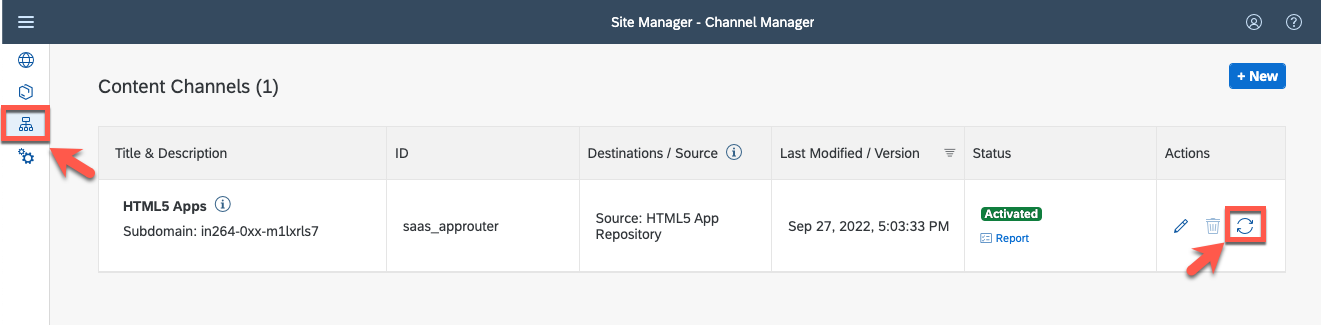 Site Manager - Channel Manager
Content Channels (1)
+ New
Title & Description
ID
Destinations / Source
Last Modified / Version
Status
Actions
HTML5 Apps
Subdomain: in264-0xx-m1lxrls7
saas_approuter
Source: HTML5 App
Repository
Sep 27, 2022, 5:03:33 PM
Activated
Report